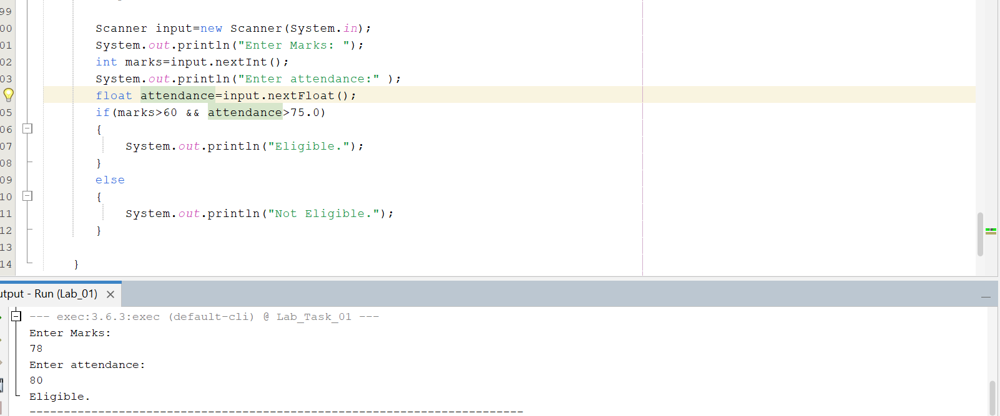 99
00 Scanner input=new Scanner(System.in);
01 System.out.println("Enter Marks: ");
02 int marks=input.nextInt();
03 System.out.println("Enter attendance:" );
float attendance=input.nextFloat();
05 if(marks>60 && attendance>75.0)
06 {
07 System.out.println("Eligible.");
08 }
09 else
10 {
11 System.out.println("Not Eligible.");
12 }
13
14 }
utput - Run (Lab_01) ×
--- exec:3.6.3:exec (default-cli) @ Lab_Task_01 ---
Enter Marks:
78
Enter attendance:
80
Eligible.
------------------------------------------------------------------------